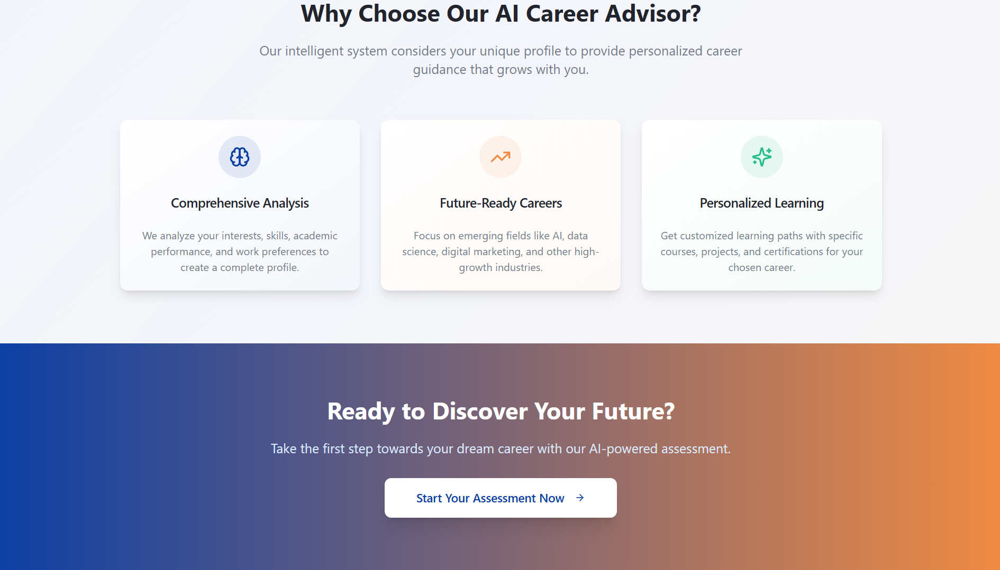 Why Choose Our AI Career Advisor?
Our intelligent system considers your unique profile to provide personalized career
guidance that grows with you.
Comprehensive Analysis
We analyze your interests, skills, academic
performance, and work preferences to
create a complete profile.
Future-Ready Careers
Focus on emerging fields like AI, data
science, digital marketing, and other high-
growth industries.
Personalized Learning
Get customized learning paths with specific
courses, projects, and certifications for your
chosen career.
Ready to Discover Your Future?
Take the first step towards your dream career with our AI-powered assessment.
Start Your Assessment Now